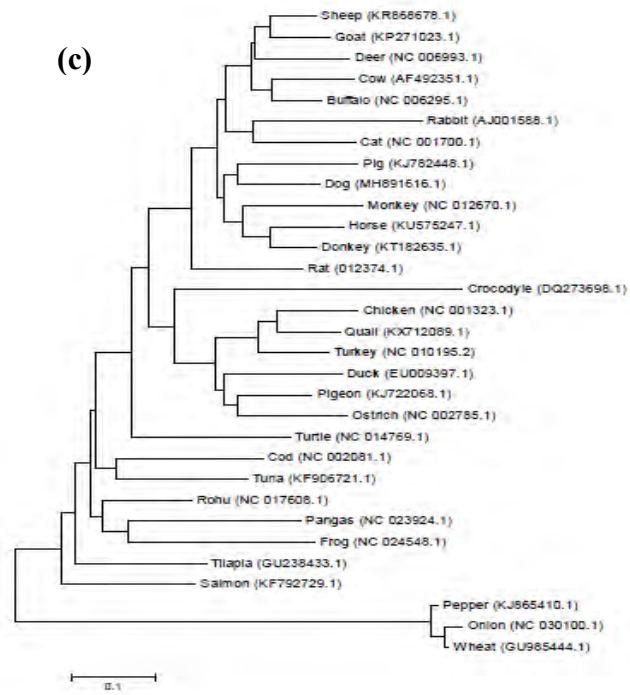 Sheep (KR868678.1)
Goat (KP271023.1)
(c)
Deer (NC 006993.1)
Cow (AF492351.1)
Buffalo (NC 006295.1)
Rabbit (AJ001588.1)
Cat (NC 001700.1)
Pig (KJ782448.1)
Dog (MH891616.1)
Monkey (NC 012670.1)
Horse (KU575247.1)
Donkey (KT182635.1)
Rat (012374.1)
Crocodyle (DQ273698.1)
Chicken (NC 001323.1)
Quail (KX712089.1)
Turkey (NC 010195.2)
Duck (EU009397.1)
Pigeon (KJ722068.1)
Ostrich (NC 002785.1)
Turtle (NC 014769.1)
Cod (NC 002081.1)
Tuna (KF906721.1)
Rohu (NC 017608.1)
Pangas (NC 023924.1)
Frog (NC 024548.1)
Tilapia (GU238433.1)
Salmon (KF792729.1)
Pepper (KJ865410.1)
Onion (NC 030100.1)
Wheat (GU985444.1)
0.1